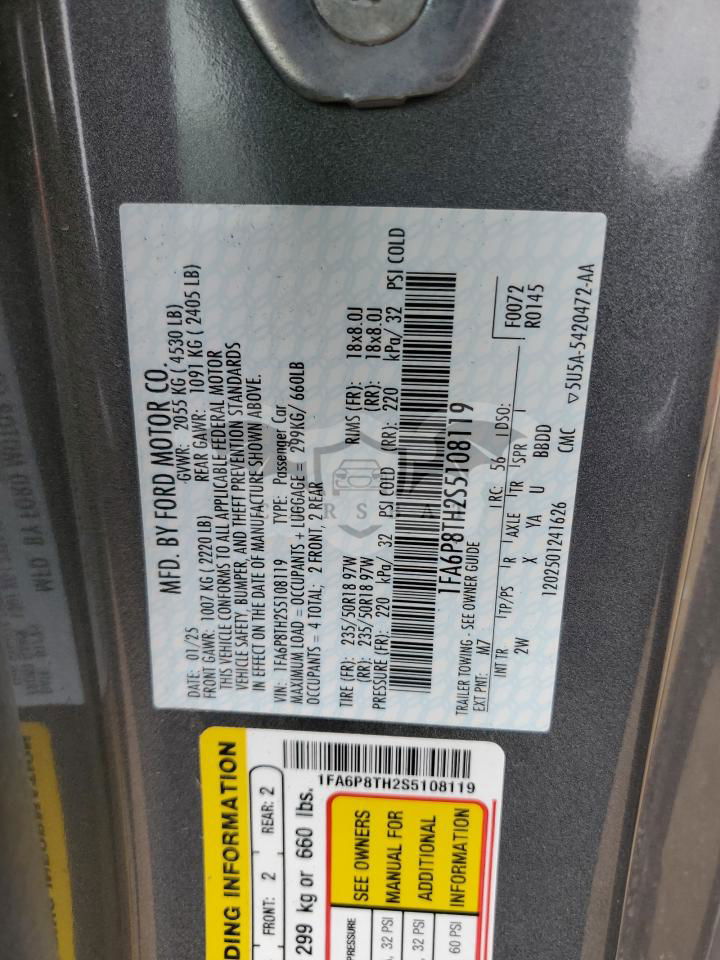 MFD. BY FORD MOTOR CO.
DATE: 01/25 GVWR: 2055 KG ( 4530 LB)
FRONT GAWR: 1007 KG ( 2220 LB) REAR GAWR: 1091 KG ( 2405 LB)
THIS VEHICLE CONFORMS TO ALL APPLICABLE FEDERAL MOTOR
VEHICLE SAFETY, BUMPER, AND THEFT PREVENTION STANDARDS
IN EFFECT ON THE DATE OF MANUFACTURE SHOWN ABOVE.
VIN: 1FA6P8TH2S5108119 TYPE: Passenger Car
MAXIMUM LOAD = OCCUPANTS + LUGGAGE = 299KG/ 660LB
OCCUPANTS = 4 TOTAL; 2 FRONT, 2 REAR
TIRE (FR): 235/50R18 97W RIMS (FR): 18x8.0J
(RR): 235/50R18 97W (RR): 18x8.0J
PRESSURE (FR): 220 kPa/ 32 PSI COLD (RR): 220 kPa/ 32 PSI COLD
1FA6P8TH2S5108119
TRAILER TOWING - SEE OWNER GUIDE
EXT PNT: M7 RC: 56 DSO: F0072
R0145
INT TR TP/PS R AXLE TR SPR
2W X YA U BBDD
1202501241626 CMC
▽5U5A-5420472-AA
RSTA
1FA6P8TH2S5108119
DING INFORMATION
FRONT: 2 REAR: 2
299 kg or 660 lbs.
PRESSURE
, 32 PSI
, 32 PSI
60 PSI
SEE OWNERS
MANUAL FOR
ADDITIONAL
INFORMATION